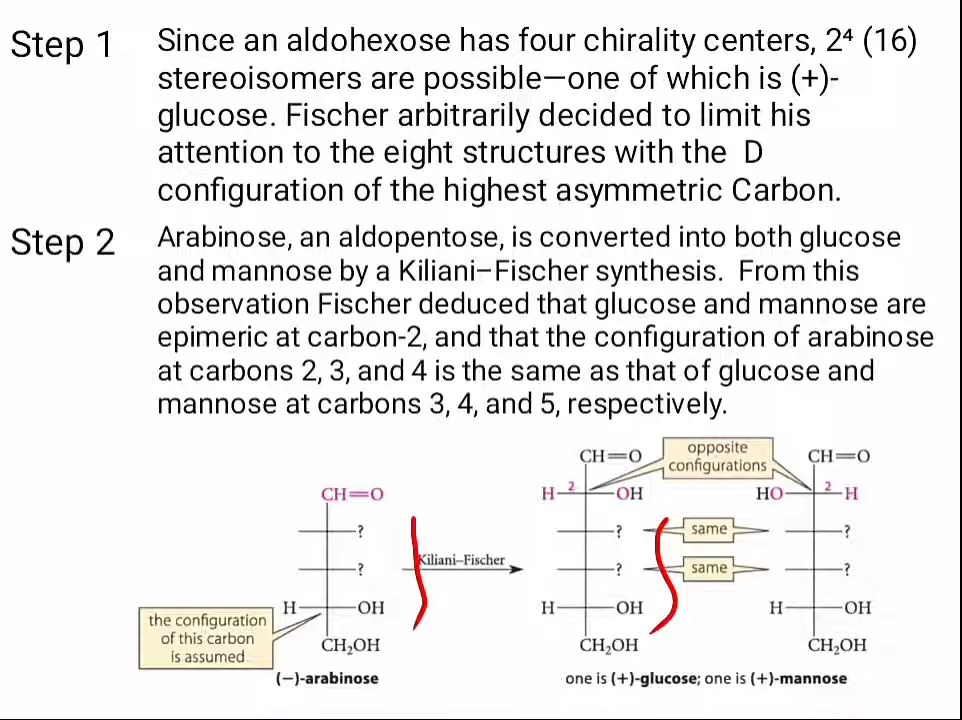 Step 1
Since an aldohexose has four chirality centers, 2⁴ (16)
stereoisomers are possible—one of which is (+)-
glucose. Fischer arbitrarily decided to limit his
attention to the eight structures with the D
configuration of the highest asymmetric Carbon.
Step 2
Arabinose, an aldopentose, is converted into both glucose
and mannose by a Kiliani–Fischer synthesis. From this
observation Fischer deduced that glucose and mannose are
epimeric at carbon-2, and that the configuration of arabinose
at carbons 2, 3, and 4 is the same as that of glucose and
mannose at carbons 3, 4, and 5, respectively.
opposite
configurations
CH=O CH=O
CH=O H 2 OH HO 2 H
? ? same ?
Kiliani–Fischer
? ? same ?
H OH H OH H OH
the configuration
of this carbon
is assumed
CH₂OH CH₂OH CH₂OH
(−)-arabinose one is (+)-glucose; one is (+)-mannose